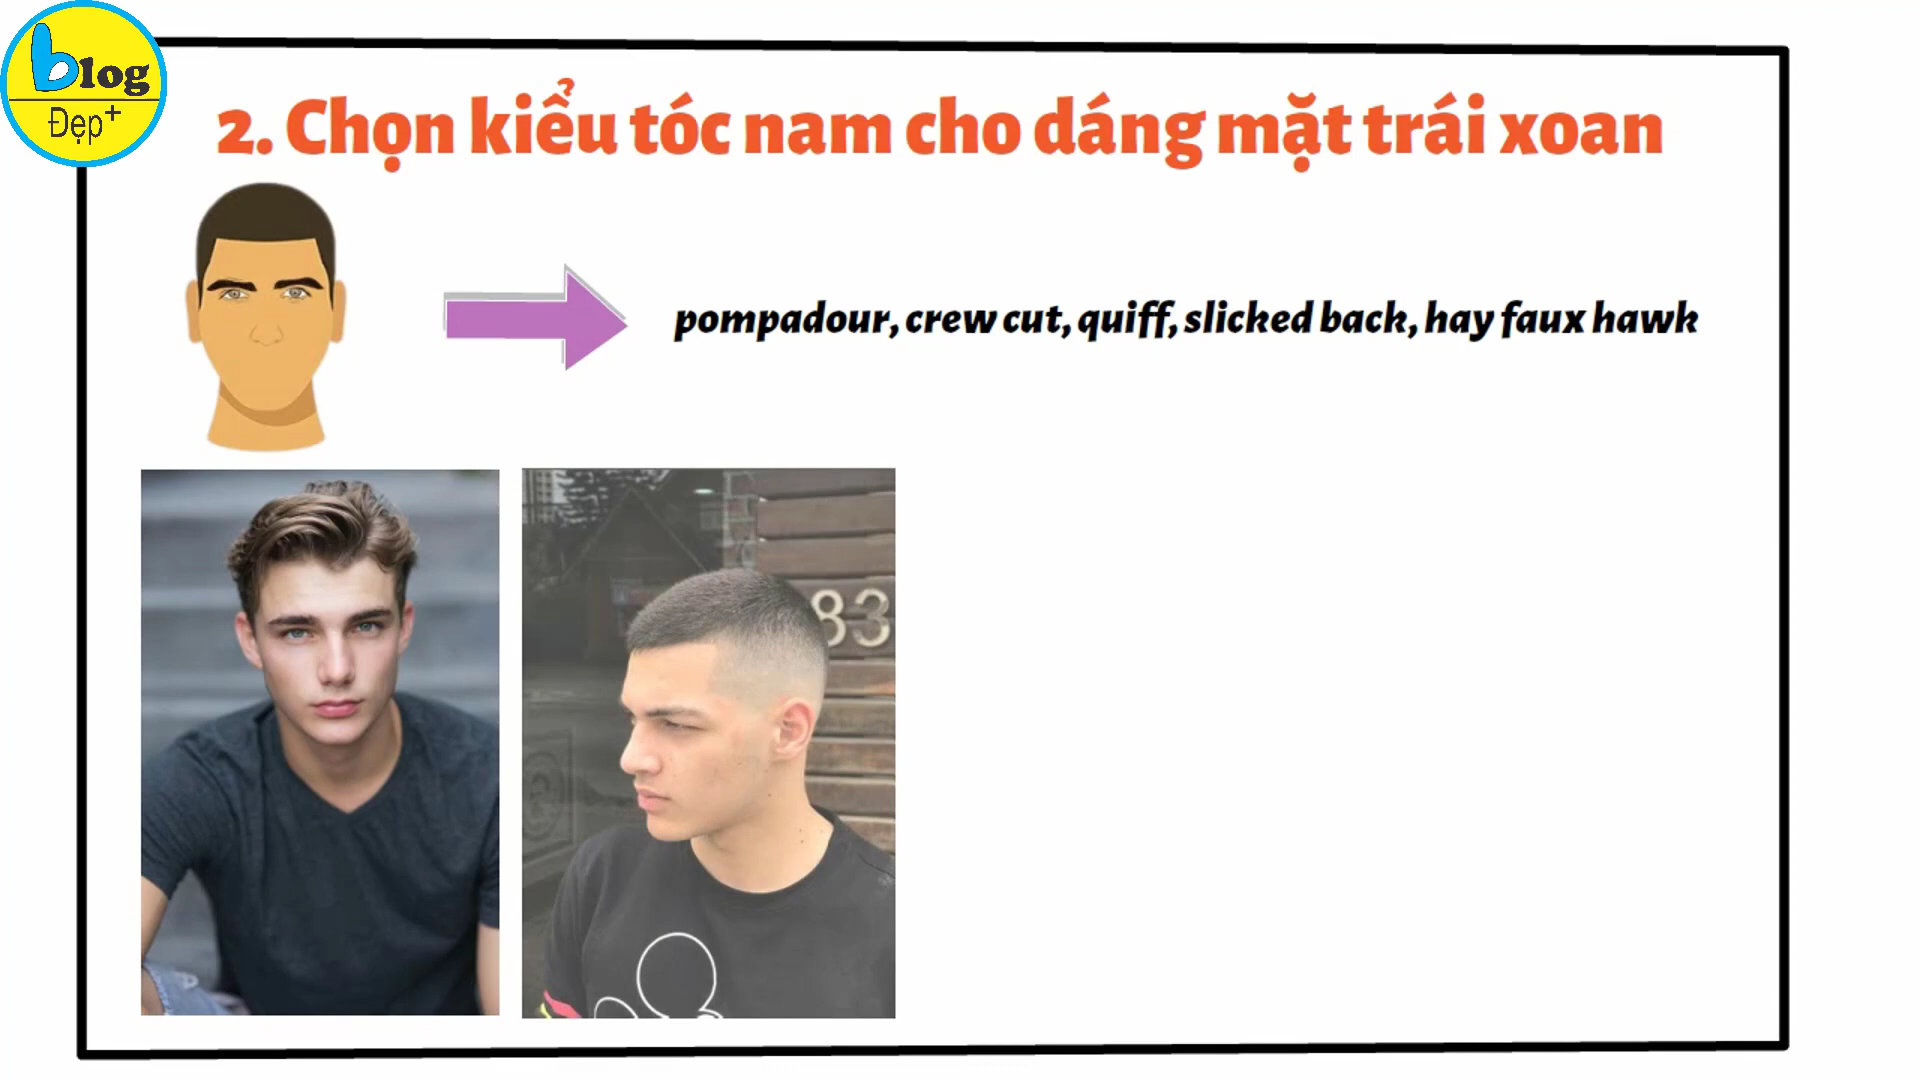 blog
Đẹp+
2. Chọn kiểu tóc nam cho dáng mặt trái xoan
pompadour, crew cut, quiff, slicked back, hay faux hawk
83